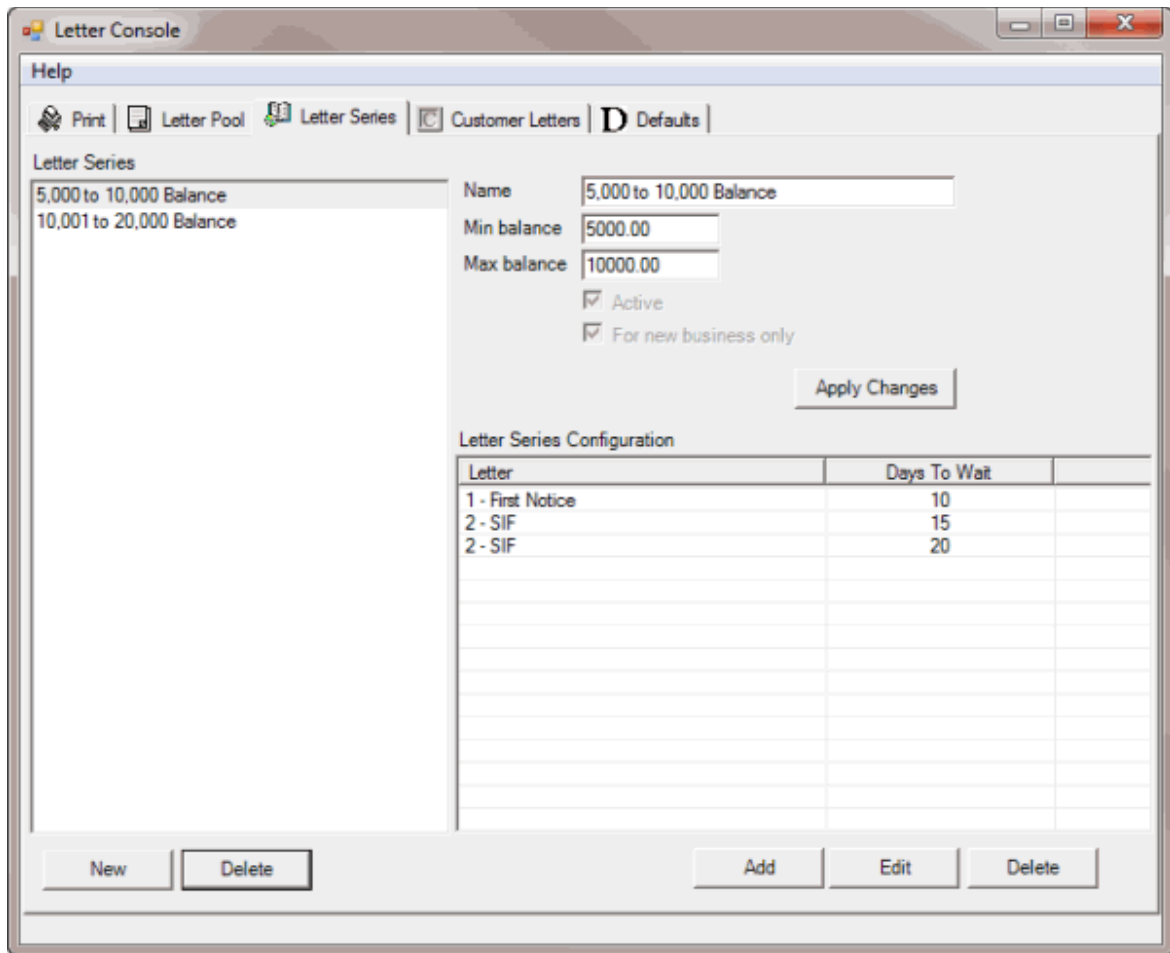 Letter Console
Help
Print Letter Pool Letter Series C Customer Letters D Defaults
Letter Series
5,000 to 10,000 Balance
10,001 to 20,000 Balance
Name 5,000 to 10,000 Balance
Min balance 5000.00
Max balance 10000.00
Active
For new business only
Apply Changes
Letter Series Configuration
Letter Days To Wait
1 - First Notice 10
2 - SIF 15
2 - SIF 20
New Delete Add Edit Delete